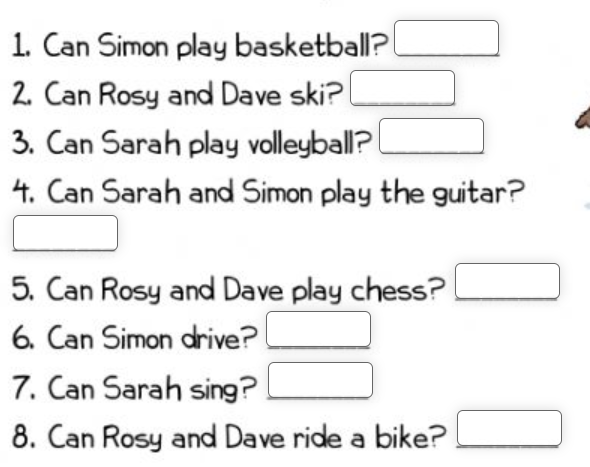 1. Can Simon play basketball?
2. Can Rosy and Dave ski?
3. Can Sarah play volleyball?
4. Can Sarah and Simon play the guitar?
5. Can Rosy and Dave play chess?
6. Can Simon drive?
7. Can Sarah sing?
8. Can Rosy and Dave ride a bike?